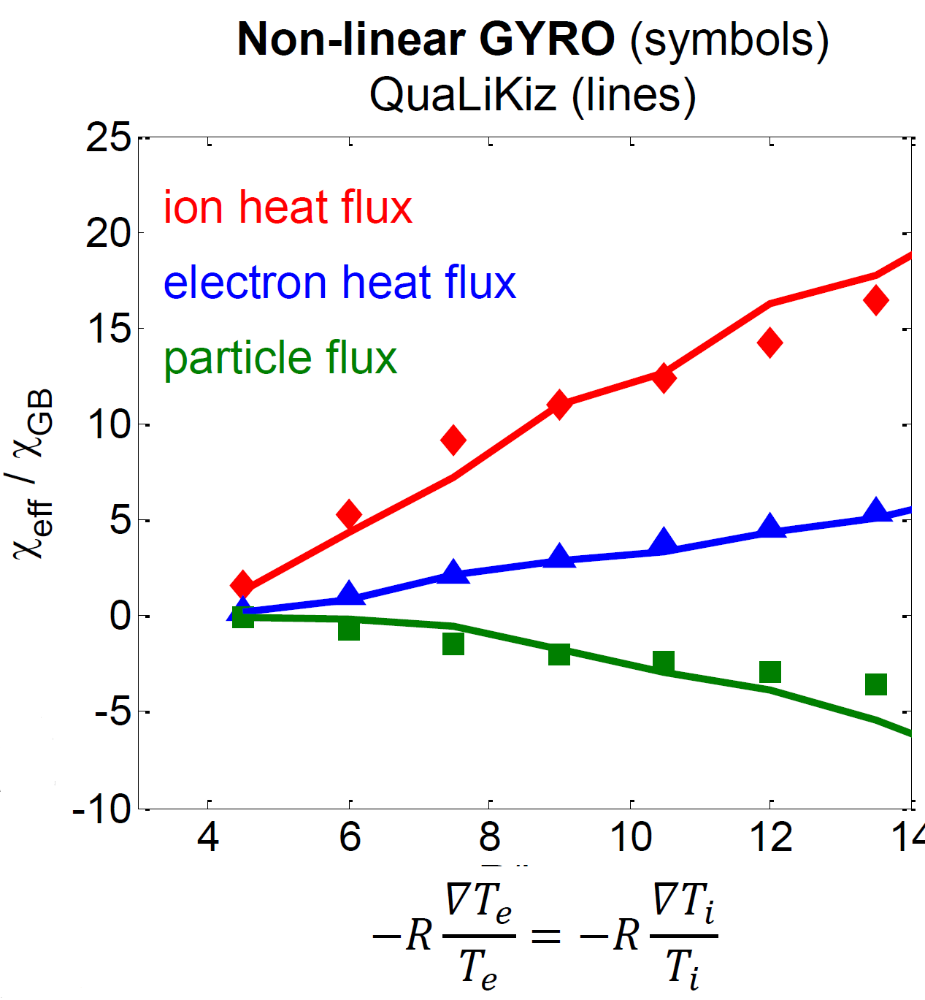 Non-linear GYRO (symbols)
QuaLiKiz (lines)
25
20
15
10
5
0
-5
-10
ion heat flux
electron heat flux
particle flux
χeff / χGB
4 6 8 10 12 14
−R ∇Te/Te = −R ∇Ti/Ti